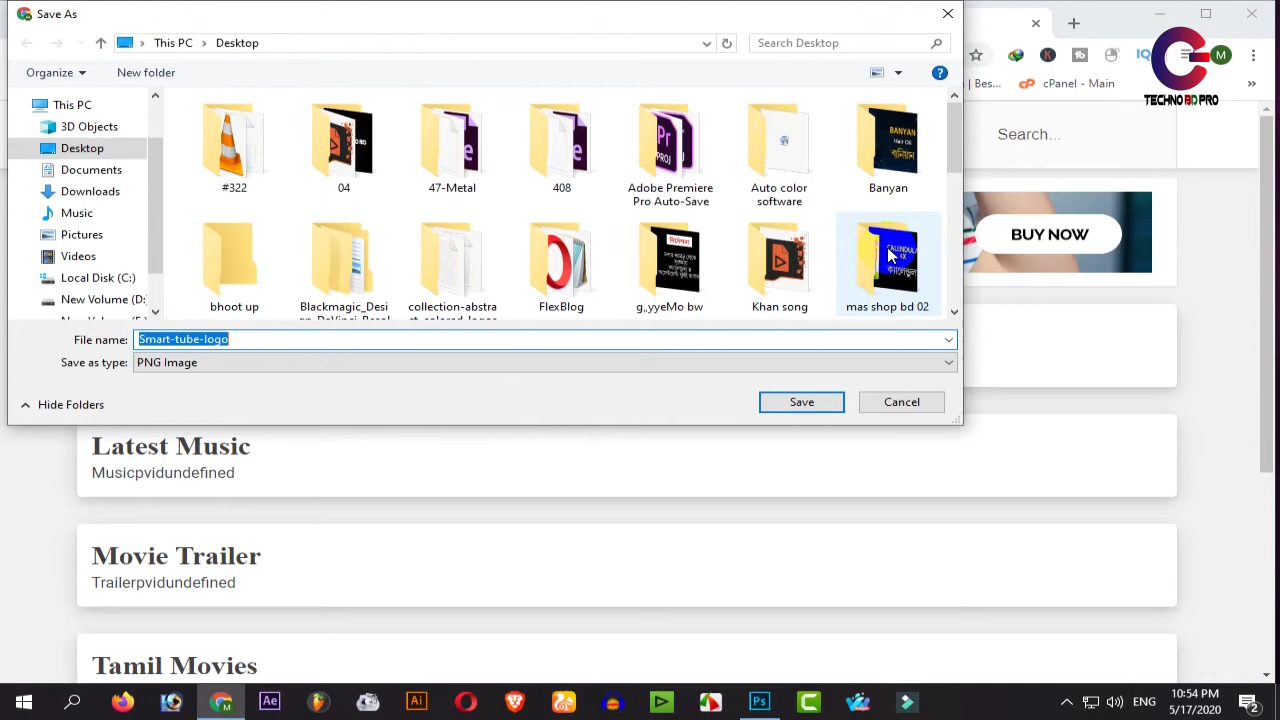 Save As
This PC
Desktop
Search Desktop
Organize
New folder
This PC
3D Objects
Desktop
Documents
Downloads
Music
Pictures
Videos
Local Disk (C:)
New Volume (D:)
#322
04
47-Metal
408
Adobe Premiere
Pro Auto-Save
Auto color
software
Banyan
bhoot up
Blackmagic_Desi
collection-abstra
FlexBlog
g,,yyeMo bw
Khan song
mas shop bd 02
File name:
Smart-tube-logo
Save as type:
PNG Image
Hide Folders
Save
Cancel
| Bes...
cPanel - Main
TECHNO BD PRO
Search...
BUY NOW
Latest Music
Musicpvidundefined
Movie Trailer
Trailerpvidundefined
Tamil Movies
ENG
10:54 PM
5/17/2020